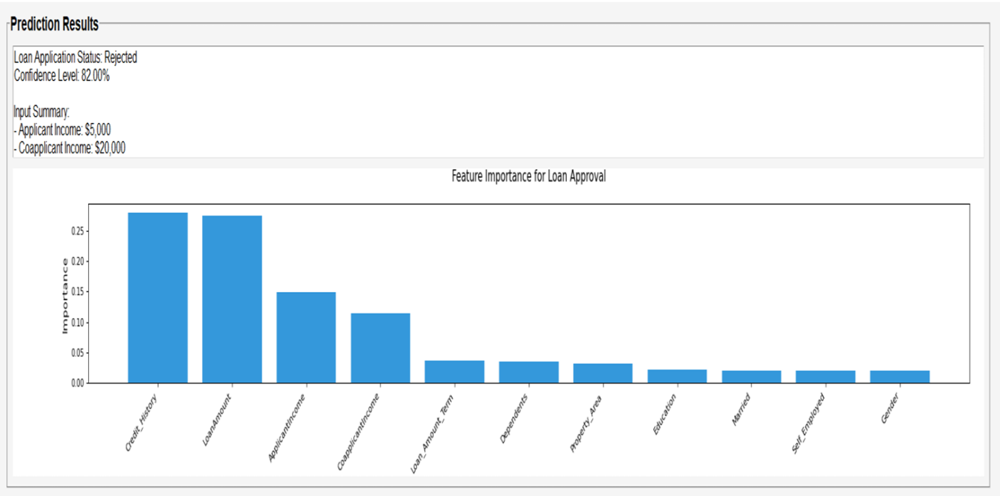 Prediction Results
Loan Application Status: Rejected
Confidence Level: 82.00%
Input Summary:
- Applicant Income: $5,000
- Coapplicant Income: $20,000
Feature Importance for Loan Approval
Importance
0.25
0.20
0.15
0.10
0.05
0.00
Credit_History
LoanAmount
ApplicantIncome
CoapplicantIncome
Loan_Amount_Term
Dependents
Property_Area
Education
Married
Self_Employed
Gender